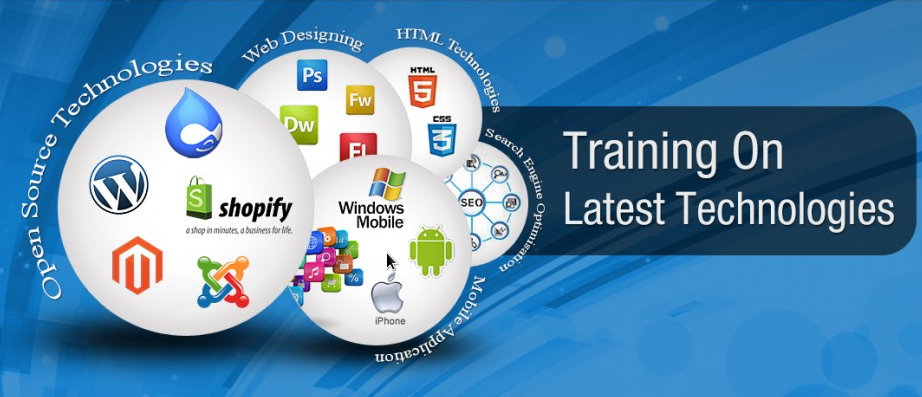 Open Source Technologies
Web Designing
HTML Technologies
Search Engine Optimisation
Mobile Application
Ps
Fw
Dw
Fl
HTML
5
CSS
3
W
S
shopify
a shop in minutes, a business for life.
Windows
Mobile
iPhone
SEO
a
%
Training On
Latest Technologies